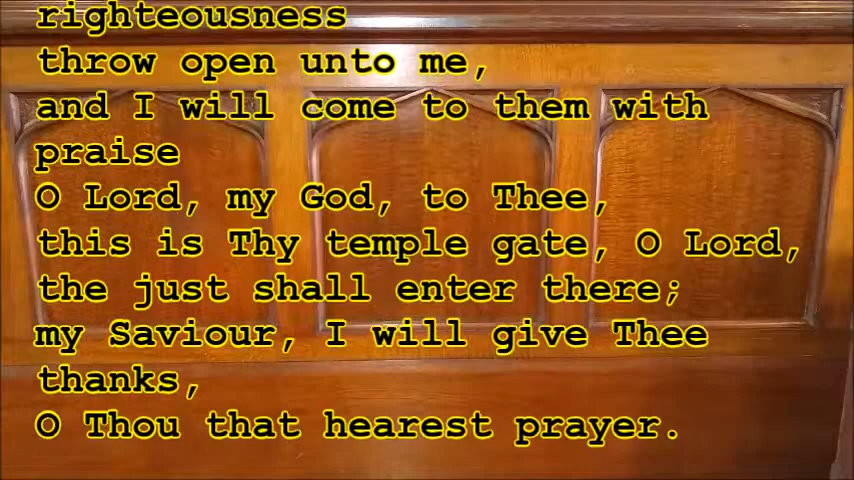 righteousness
throw open unto me,
and I will come to them with
praise
O Lord, my God, to Thee,
this is Thy temple gate, O Lord,
the just shall enter there;
my Saviour, I will give Thee
thanks,
O Thou that hearest prayer.